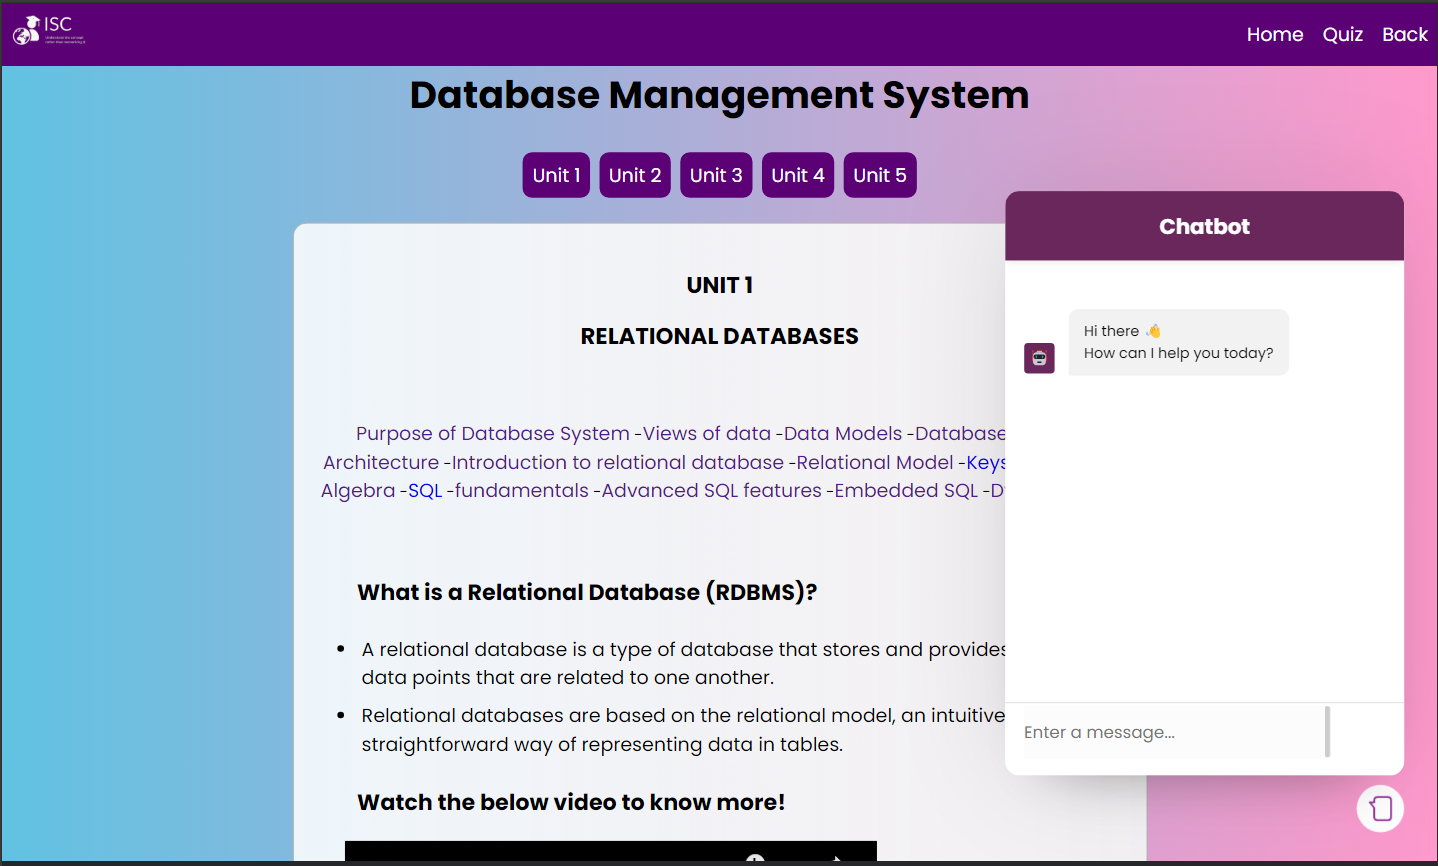 ISC
Home Quiz Back
Database Management System
Unit 1 Unit 2 Unit 3 Unit 4 Unit 5
UNIT 1
RELATIONAL DATABASES
Purpose of Database System -Views of data -Data Models -Database
Architecture -Introduction to relational database -Relational Model -Keys
Algebra -SQL -fundamentals -Advanced SQL features -Embedded SQL -D
What is a Relational Database (RDBMS)?
• A relational database is a type of database that stores and provides
data points that are related to one another.
• Relational databases are based on the relational model, an intuitive
straightforward way of representing data in tables.
Watch the below video to know more!
Chatbot
Hi there 👋
How can I help you today?
Enter a message...